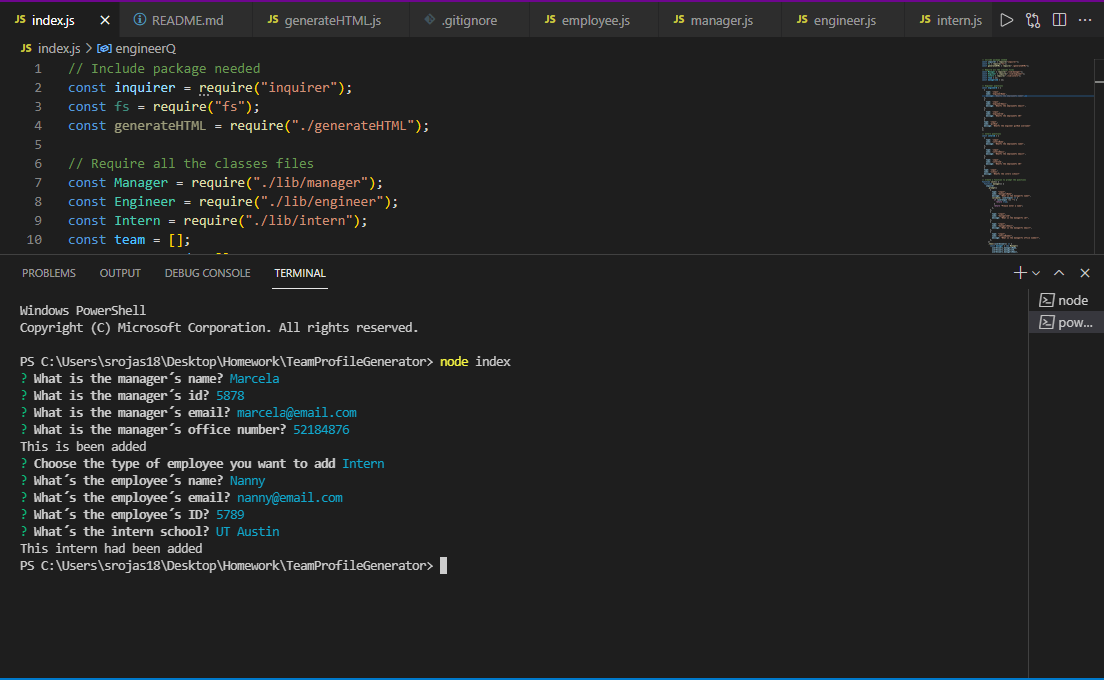 JS index.js × ⓘ README.md JS generateHTML.js .gitignore JS employee.js JS manager.js JS engineer.js JS intern.js ···
JS index.js > engineerQ
1 // Include package needed
2 const inquirer = require("inquirer");
3 const fs = require("fs");
4 const generateHTML = require("./generateHTML");
5
6 // Require all the classes files
7 const Manager = require("./lib/manager");
8 const Engineer = require("./lib/engineer");
9 const Intern = require("./lib/intern");
10 const team = [];
PROBLEMS OUTPUT DEBUG CONSOLE TERMINAL
node
pow...
Windows PowerShell
Copyright (C) Microsoft Corporation. All rights reserved.
PS C:\Users\srojas18\Desktop\Homework\TeamProfileGenerator> node index
? What is the manager´s name? Marcela
? What is the manager´s id? 5878
? What is the manager´s email? marcela@email.com
? What is the manager´s office number? 52184876
This is been added
? Choose the type of employee you want to add Intern
? What´s the employee´s name? Nanny
? What´s the employee´s email? nanny@email.com
? What´s the employee´s ID? 5789
? What´s the intern school? UT Austin
This intern had been added
PS C:\Users\srojas18\Desktop\Homework\TeamProfileGenerator>